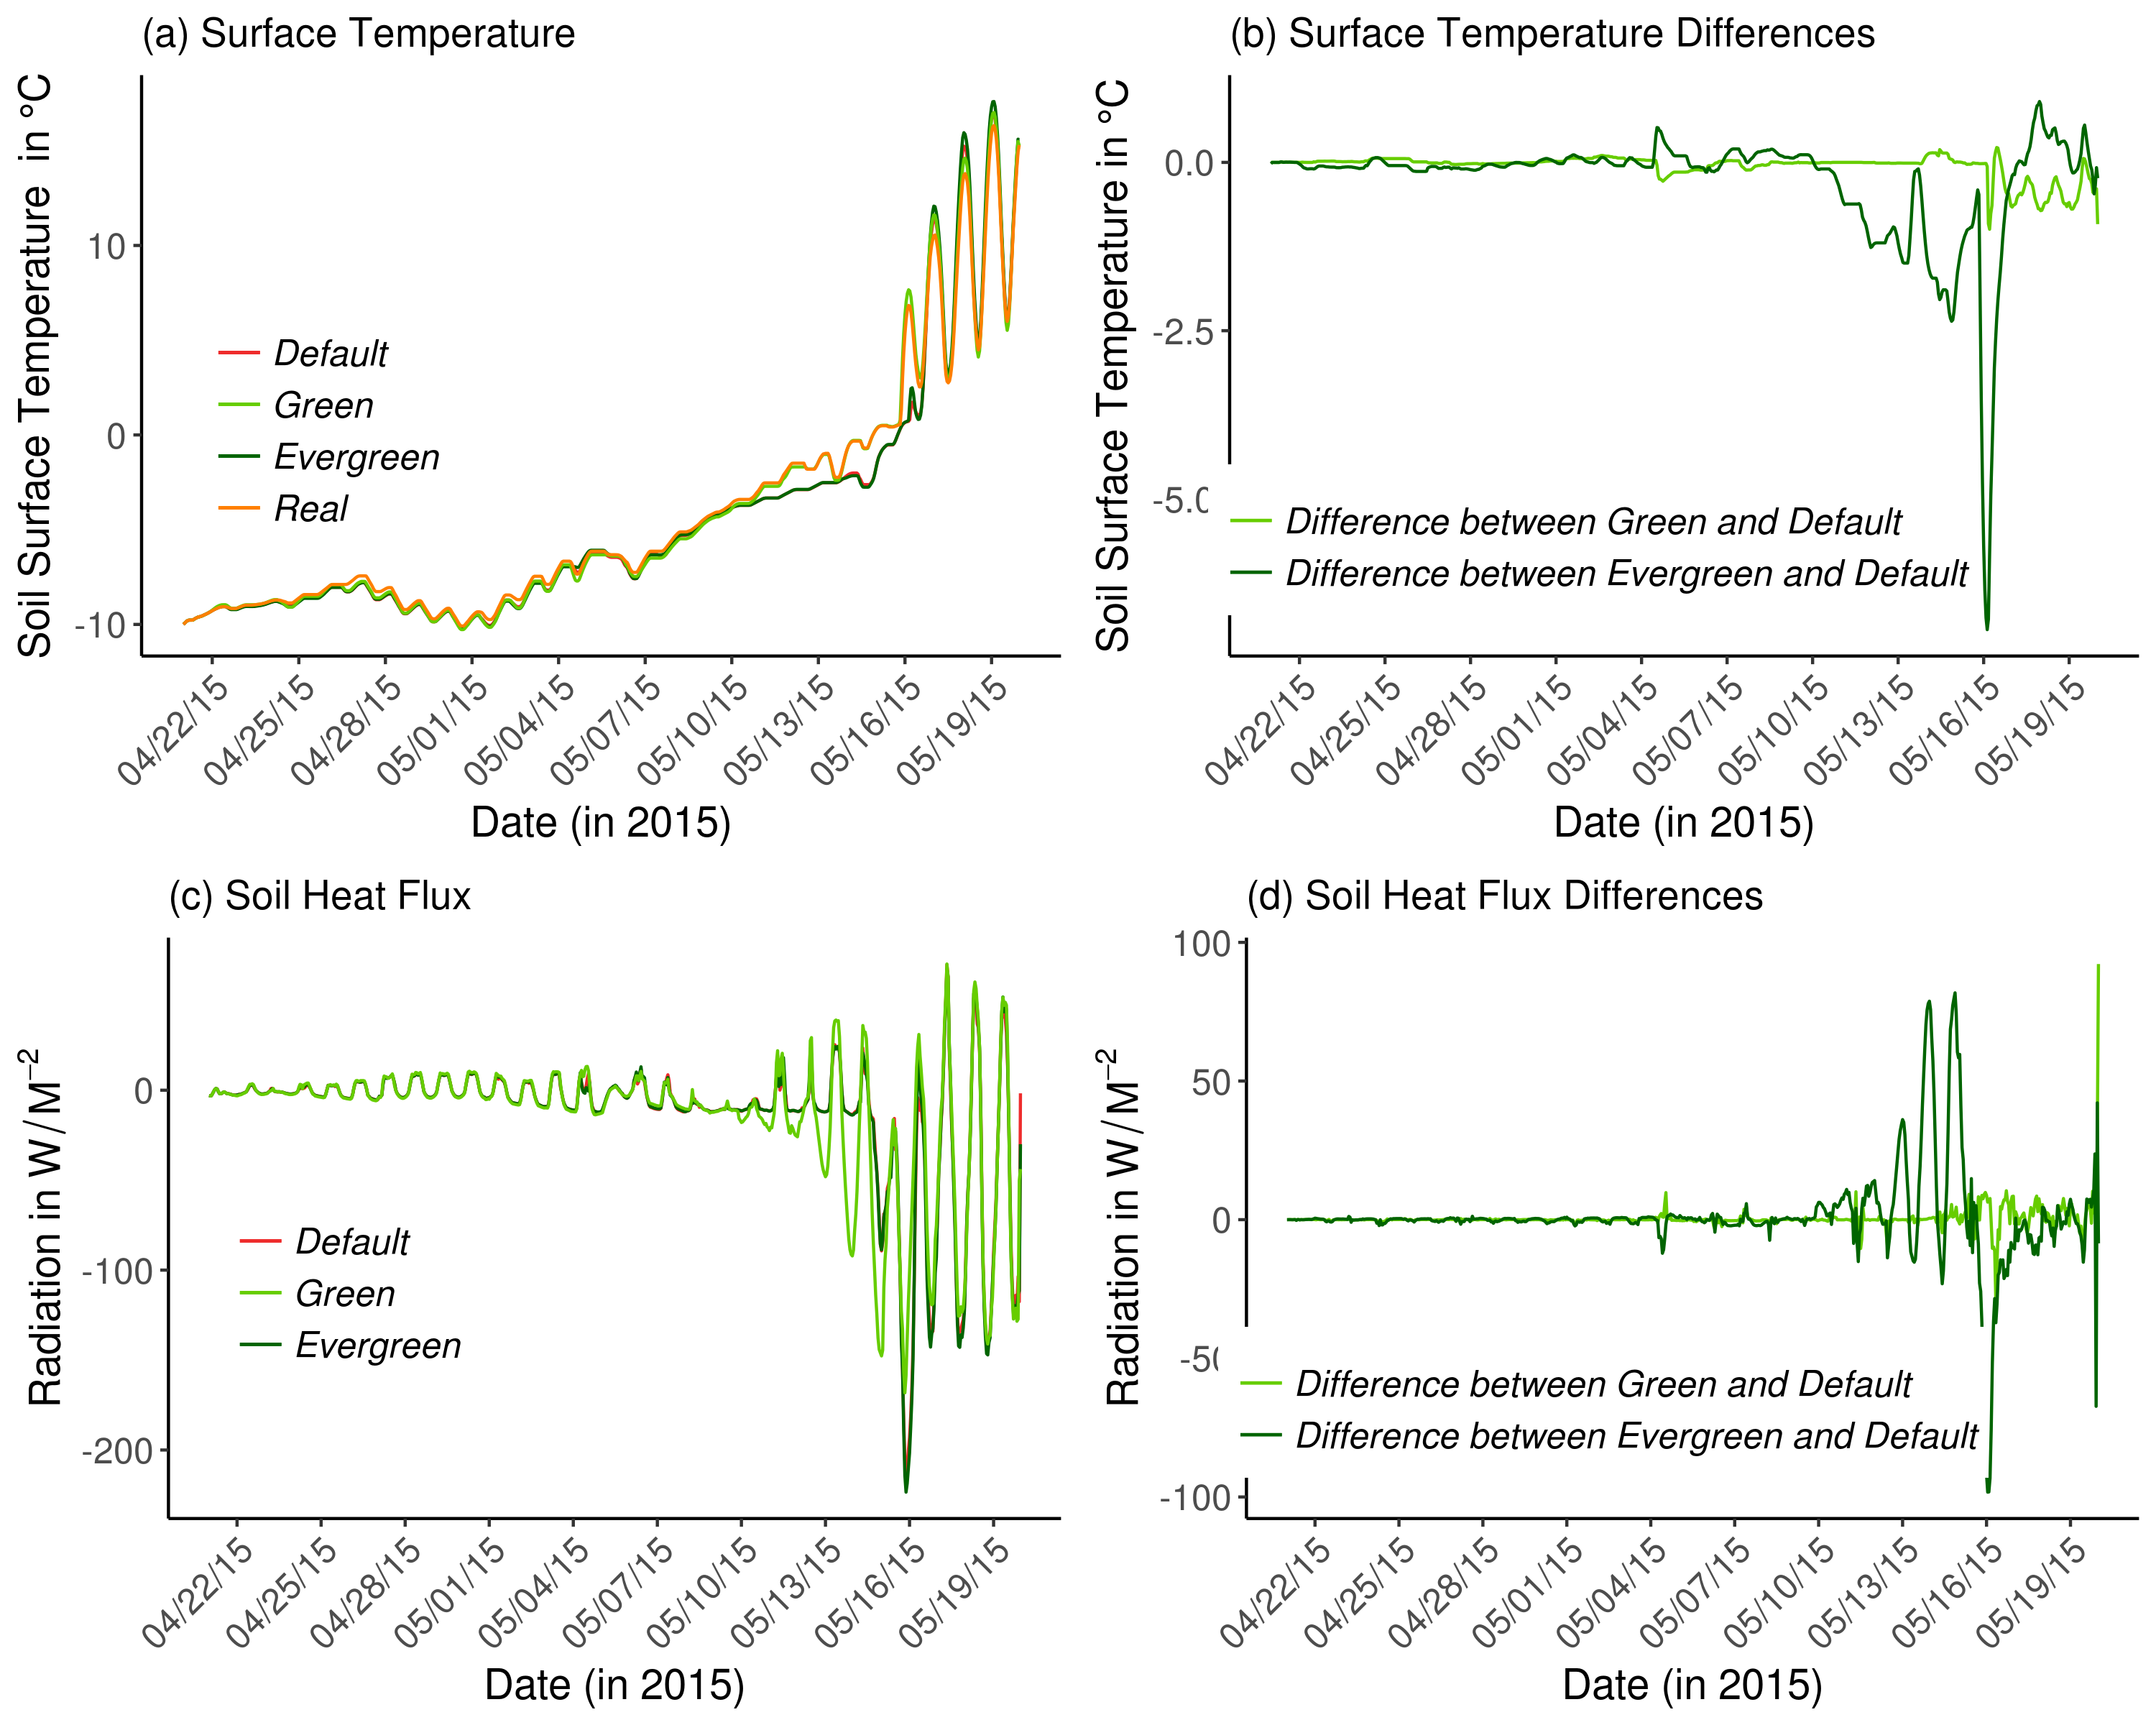 (a) Surface Temperature
Soil Surface Temperature in °C
10
0
-10
Default
Green
Evergreen
Real
04/22/15
04/25/15
04/28/15
05/01/15
05/04/15
05/07/15
05/10/15
05/13/15
05/16/15
05/19/15
Date (in 2015)
(b) Surface Temperature Differences
Soil Surface Temperature in °C
0.0
-2.5
-5.0
Difference between Green and Default
Difference between Evergreen and Default
04/22/15
04/25/15
04/28/15
05/01/15
05/04/15
05/07/15
05/10/15
05/13/15
05/16/15
05/19/15
Date (in 2015)
(c) Soil Heat Flux
Radiation in W/M⁻²
0
-100
-200
Default
Green
Evergreen
04/22/15
04/25/15
04/28/15
05/01/15
05/04/15
05/07/15
05/10/15
05/13/15
05/16/15
05/19/15
Date (in 2015)
(d) Soil Heat Flux Differences
Radiation in W/M⁻²
100
50
0
-50
-100
Difference between Green and Default
Difference between Evergreen and Default
04/22/15
04/25/15
04/28/15
05/01/15
05/04/15
05/07/15
05/10/15
05/13/15
05/16/15
05/19/15
Date (in 2015)